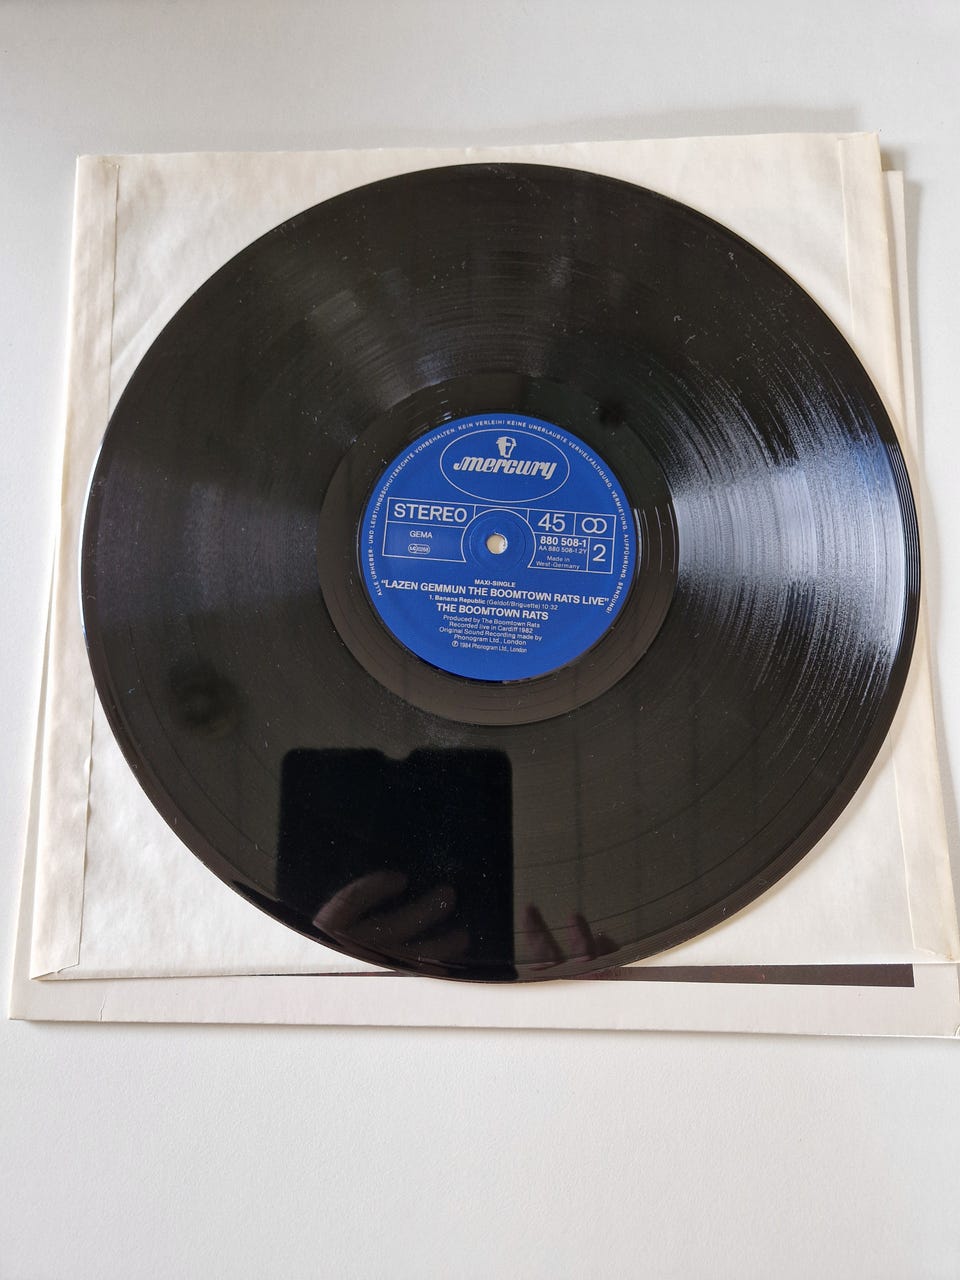 ALLE URHEBER- UND LEISTUNGSSCHUTZRECHTE VORBEHALTEN. KEIN VERLEIH! KEINE UNERLAUBTE VERVIELFÄLTIGUNG, VERMIETUNG, AUFFÜHRUNG, SENDUNG!
mercury
STEREO
45
GEMA
880 508-1
AA 880 508-1 2Y
2
Made in
West-Germany
MAXI-SINGLE
"LAZEN GEMMUN THE BOOMTOWN RATS LIVE"
1. Banana Republic (Geldof/Briquette) 10:32
THE BOOMTOWN RATS
Produced by The Boomtown Rats
Recorded live in Cardiff 1982
Original Sound Recording made by
Phonogram Ltd., London
℗ 1984 Phonogram Ltd., London